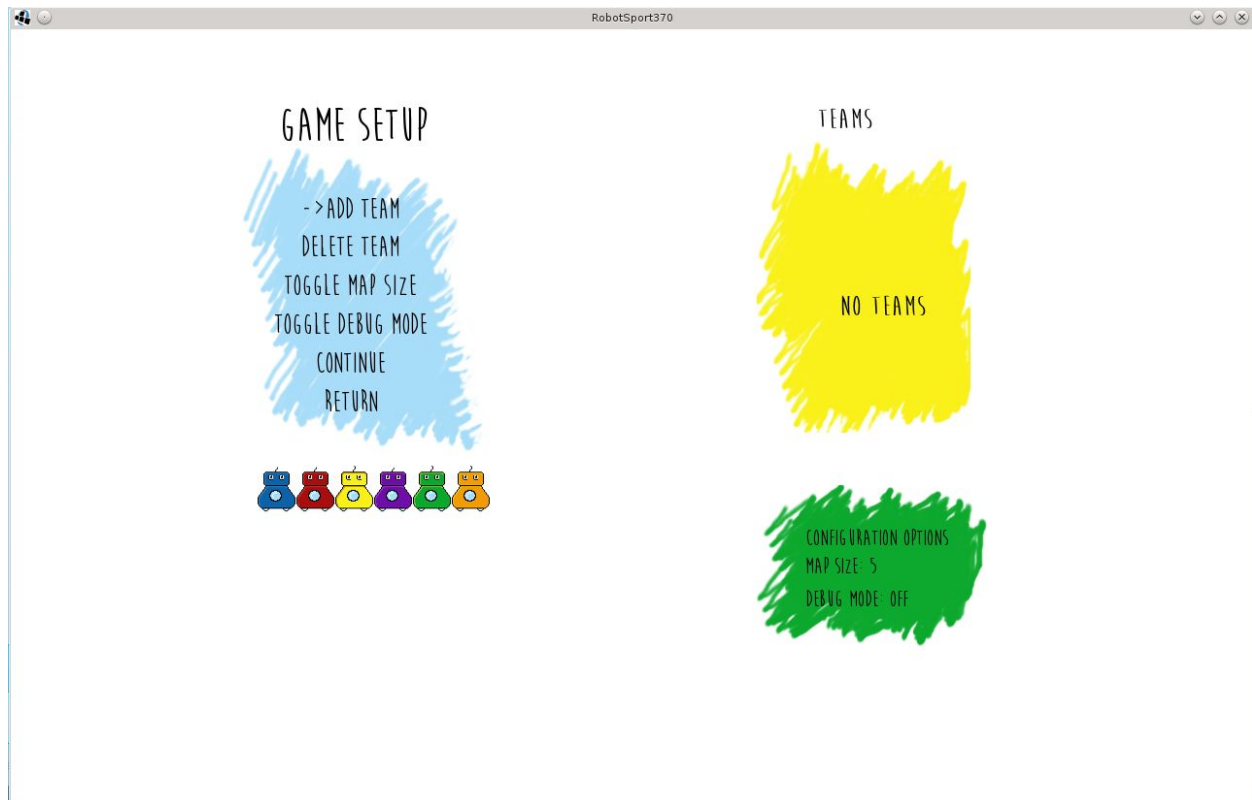 RobotSport370
GAME SETUP
->ADD TEAM
DELETE TEAM
TOGGLE MAP SIZE
TOGGLE DEBUG MODE
CONTINUE
RETURN
TEAMS
NO TEAMS
CONFIGURATION OPTIONS
MAP SIZE: 5
DEBUG MODE: OFF